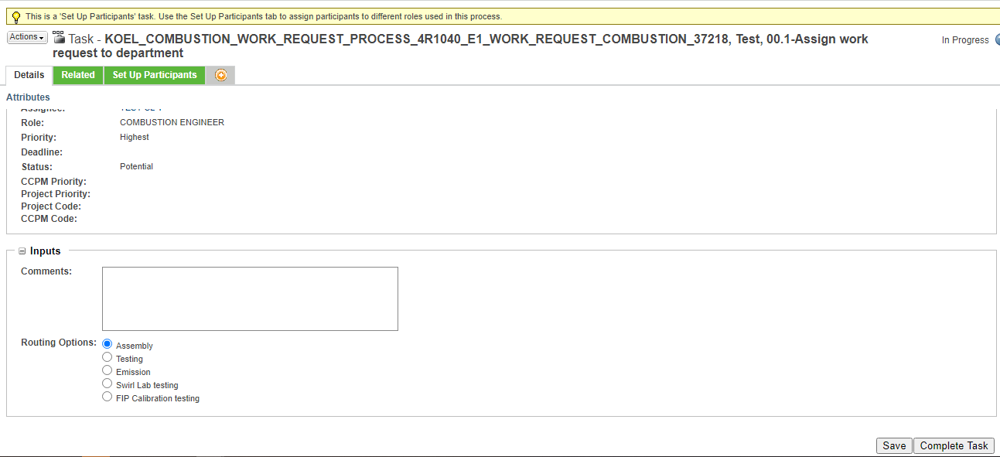 This is a 'Set Up Participants' task. Use the Set Up Participants tab to assign participants to different roles used in this process.
Actions
Task - KOEL_COMBUSTION_WORK_REQUEST_PROCESS_4R1040_E1_WORK_REQUEST_COMBUSTION_37218, Test, 00.1-Assign work
request to department
In Progress
Details Related Set Up Participants
Attributes
Assignee:
Role: COMBUSTION ENGINEER
Priority: Highest
Deadline:
Status: Potential
CCPM Priority:
Project Priority:
Project Code:
CCPM Code:
Inputs
Comments:
Routing Options: Assembly
Testing
Emission
Swirl Lab testing
FIP Calibration testing
Save Complete Task